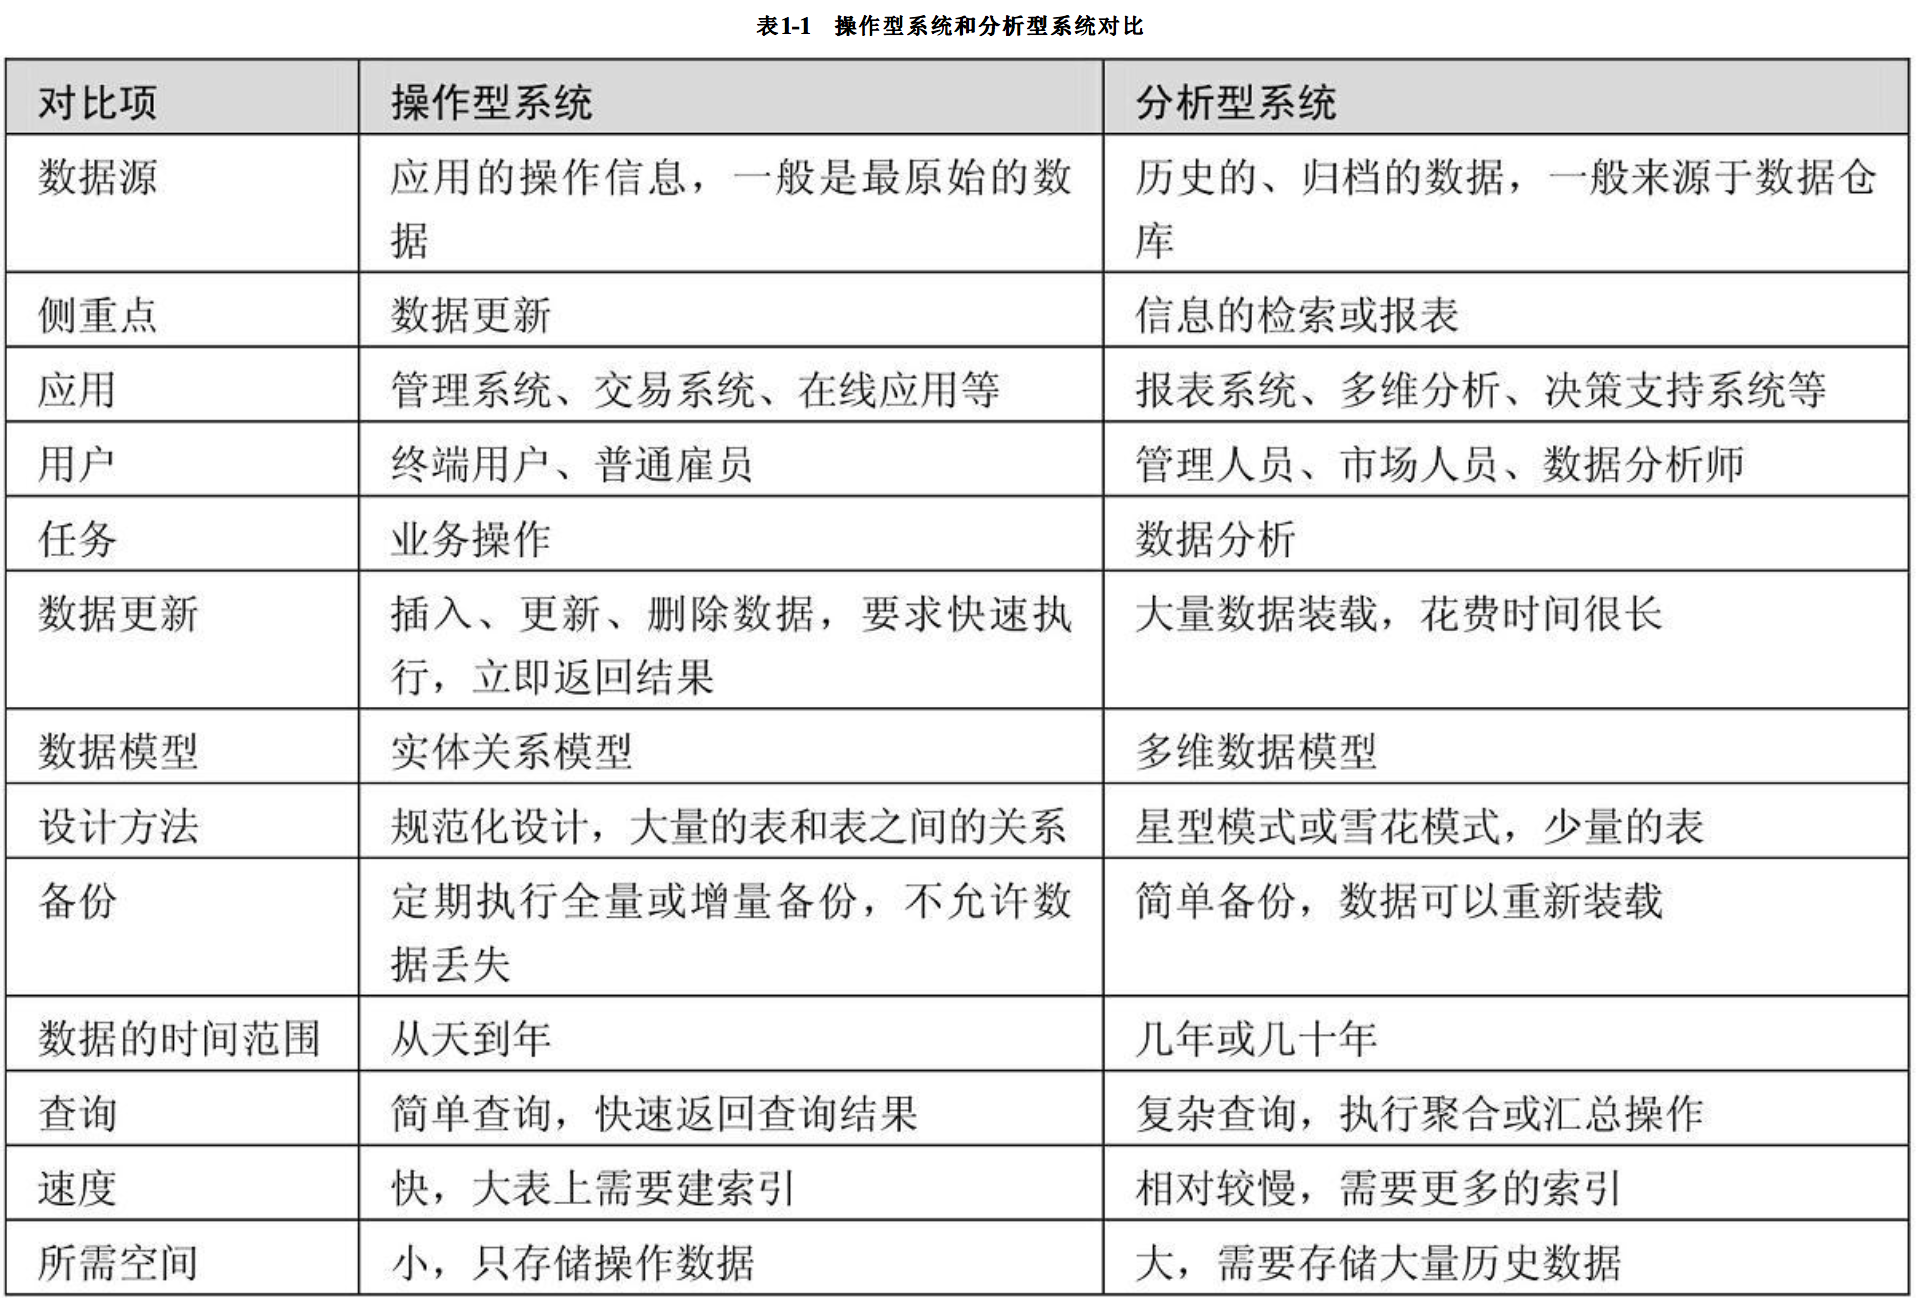 表1-1 操作型系统和分析型系统对比
对比项 操作型系统 分析型系统
数据源 应用的操作信息，一般是最原始的数 历史的、归档的数据，一般来源于数据仓
据 库
侧重点 数据更新 信息的检索或报表
应用 管理系统、交易系统、在线应用等 报表系统、多维分析、决策支持系统等
用户 终端用户、普通雇员 管理人员、市场人员、数据分析师
任务 业务操作 数据分析
数据更新 插入、更新、删除数据，要求快速执 大量数据装载，花费时间很长
行，立即返回结果
数据模型 实体关系模型 多维数据模型
设计方法 规范化设计，大量的表和表之间的关系 星型模式或雪花模式，少量的表
备份 定期执行全量或增量备份，不允许数 简单备份，数据可以重新装载
据丢失
数据的时间范围 从天到年 几年或几十年
查询 简单查询，快速返回查询结果 复杂查询，执行聚合或汇总操作
速度 快，大表上需要建索引 相对较慢，需要更多的索引
所需空间 小，只存储操作数据 大，需要存储大量历史数据